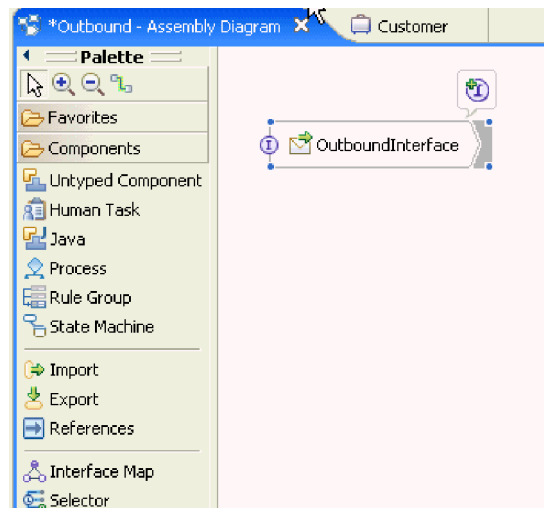 *Outbound - Assembly Diagram
Customer
Palette
Favorites
Components
Untyped Component
Human Task
Java
Process
Rule Group
State Machine
Import
Export
References
Interface Map
Selector
I
I OutboundInterface